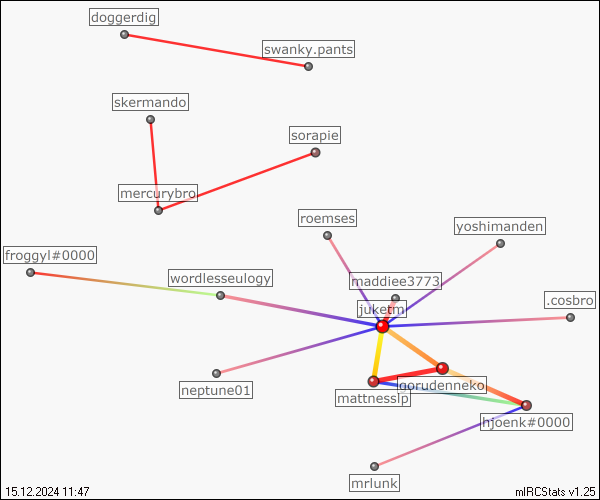 doggerdig
swanky.pants
skermando
sorapie
mercurybro
roemses
yoshimanden
froggyl#0000
wordlesseulogy
maddiee3773
juketm
.cosbro
neptune01
gorudenneko
mattnesslp
hjoenk#0000
mrlunk
15.12.2024 11:47
mIRCStats v1.25